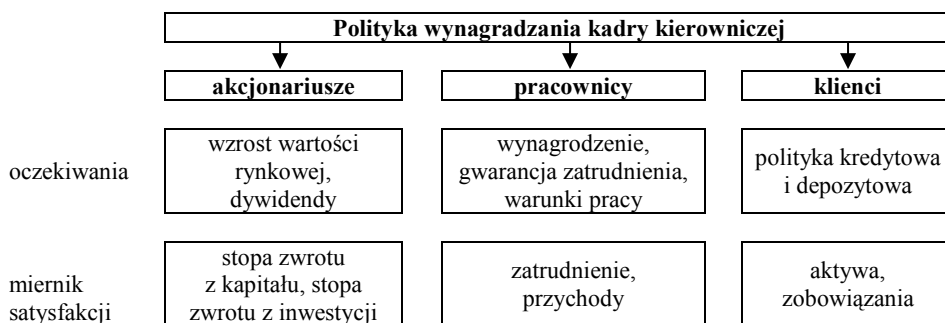 Polityka wynagradzania kadry kierowniczej
akcjonariusze
pracownicy
klienci
oczekiwania
wzrost wartości
rynkowej,
dywidendy
wynagrodzenie,
gwarancja zatrudnienia,
warunki pracy
polityka kredytowa
i depozytowa
miernik
satysfakcji
stopa zwrotu
z kapitału, stopa
zwrotu z inwestycji
zatrudnienie,
przychody
aktywa,
zobowiązania